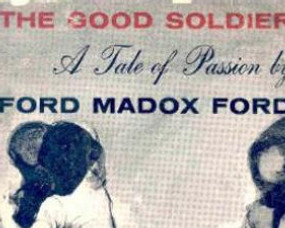 THE GOOD SOLDIER
A Tale of Passion by
FORD MADOX FORD